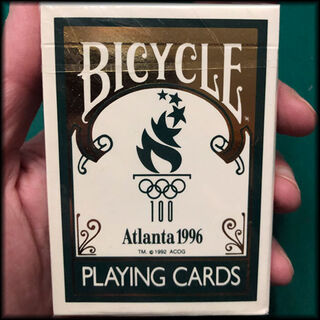 BICYCLE
100
Atlanta 1996
TM. © 1992 ACOG
PLAYING CARDS